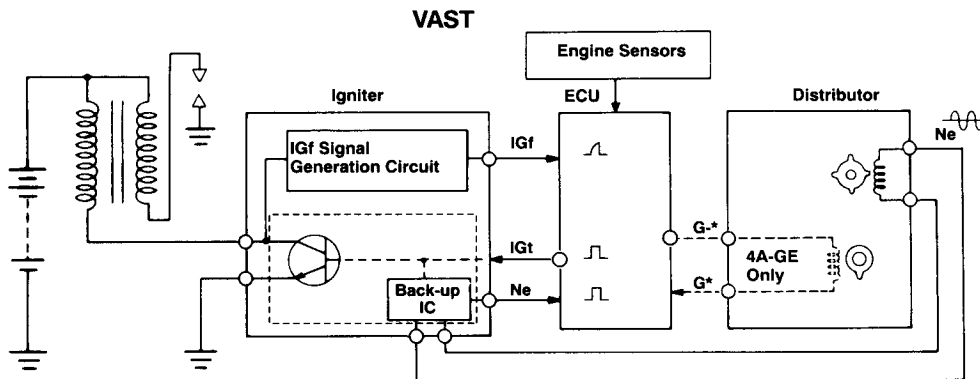 VAST
Engine Sensors
Igniter
ECU
Distributor
IGf Signal
Generation Circuit
IGf
Ne
G-*
4A-GE
Only
IGt
G*
Back-up
IC
Ne